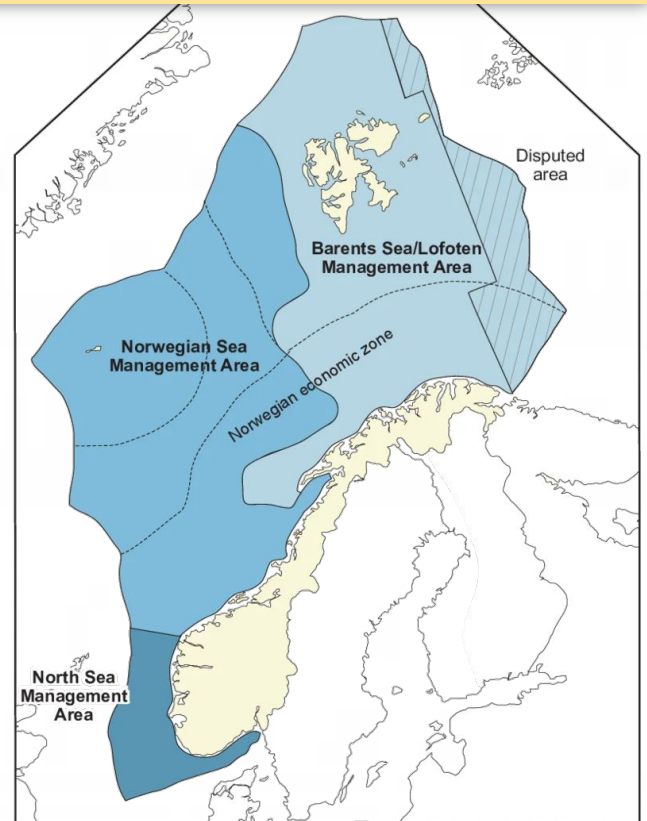 Disputed
area
Barents Sea/Lofoten
Management Area
Norwegian Sea
Management Area
Norwegian economic zone
North Sea
Management
Area